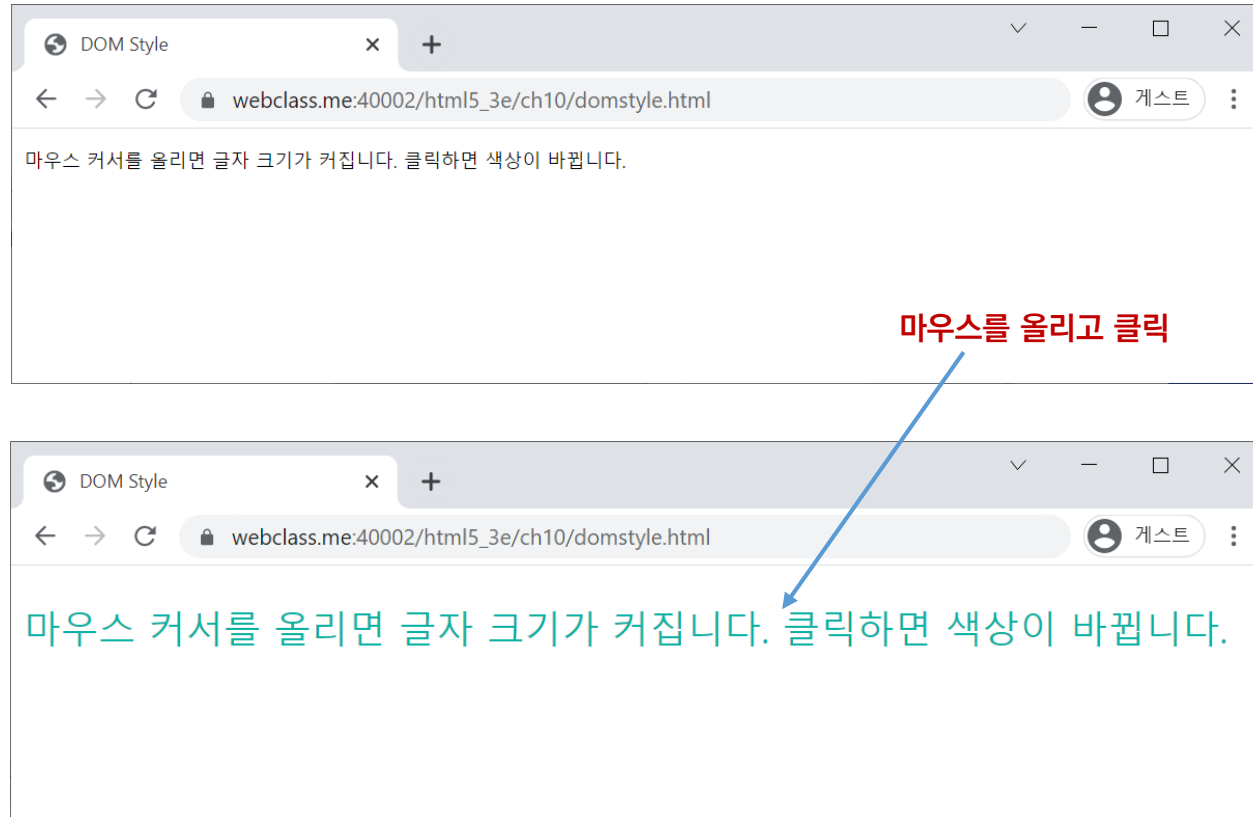 DOM Style
webclass.me:40002/html5_3e/ch10/domstyle.html
게스트
마우스 커서를 올리면 글자 크기가 커집니다. 클릭하면 색상이 바뀝니다.
마우스를 올리고 클릭
DOM Style
webclass.me:40002/html5_3e/ch10/domstyle.html
게스트
마우스 커서를 올리면 글자 크기가 커집니다. 클릭하면 색상이 바뀝니다.